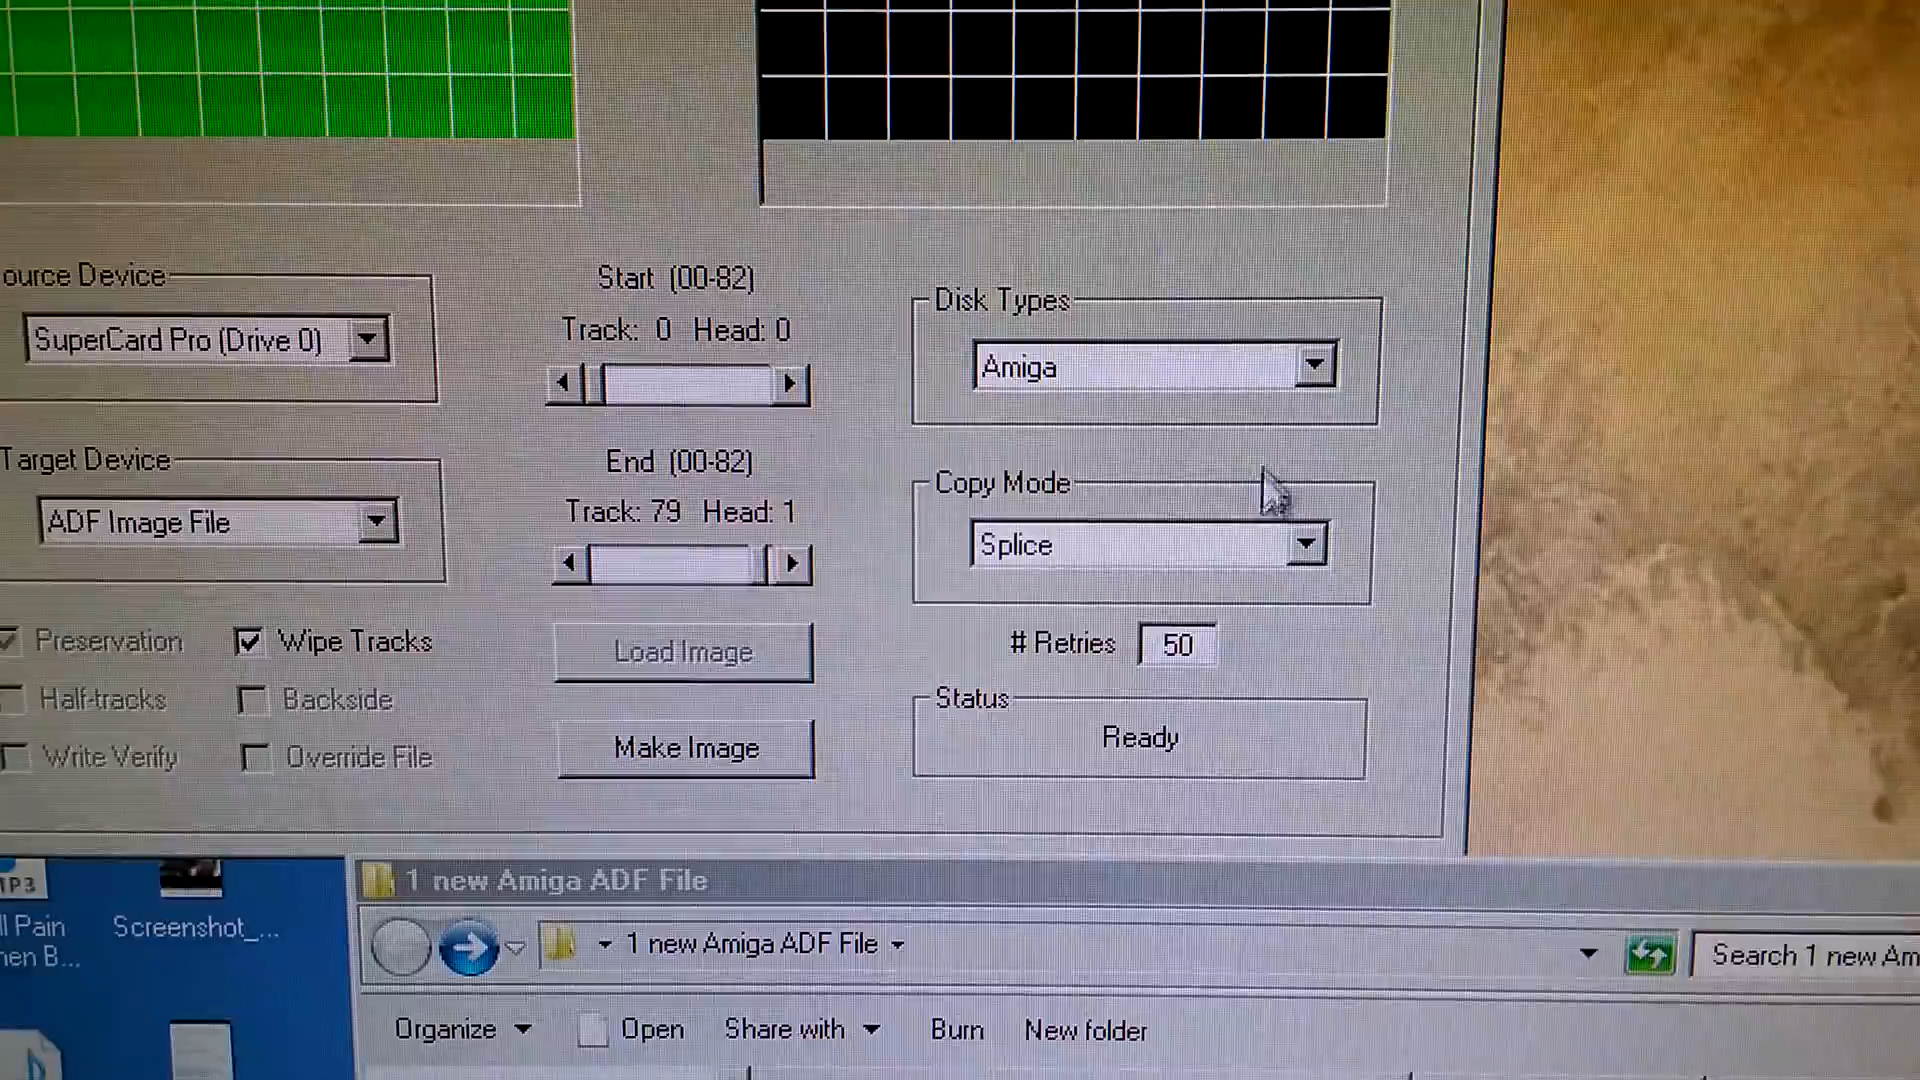 ource Device
SuperCard Pro (Drive 0)
Start (00-82)
Track: 0 Head: 0
Disk Types
Amiga
Target Device
ADF Image File
End (00-82)
Track: 79 Head: 1
Copy Mode
Splice
Preservation
Wipe Tracks
Load Image
# Retries 50
Half-tracks
Backside
Status
Ready
Write Verify
Override File
Make Image
1 new Amiga ADF File
ll Pain
hen B...
Screenshot_...
1 new Amiga ADF File
Search 1 new Am
Organize
Open
Share with
Burn
New folder